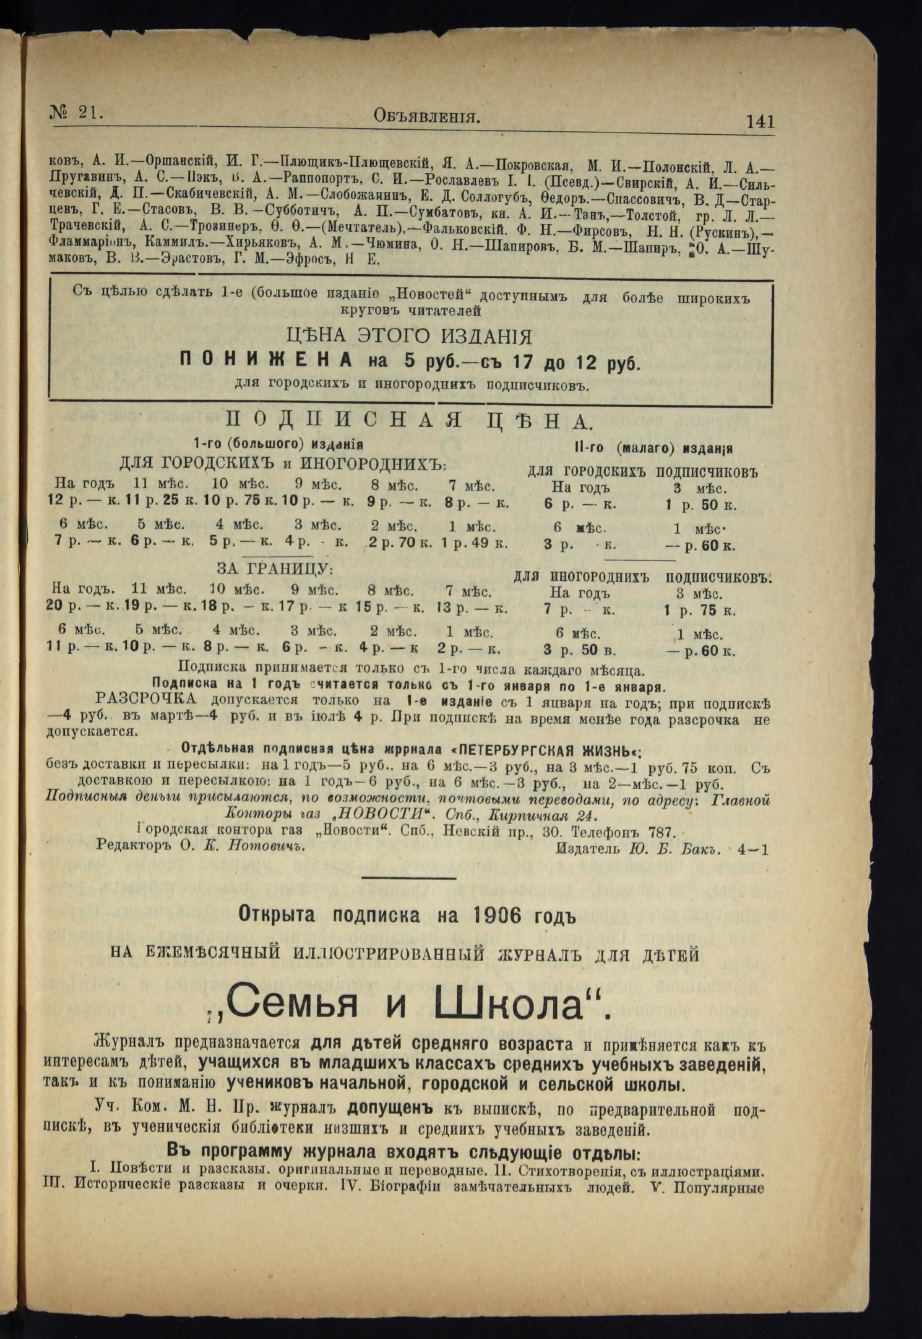 № 21.
Объявленія.
141
ковъ, А. И.—Оршанскій, И. Г.—Плющикъ-Плющевскій, Я. А.—Покровская, М. И.—Полонскій, Л. А.—
Пругавинъ, А. С.—Пэкъ, В. А.—Раппопортъ, С. И.—Рославлевъ I. I. (Псевд.)—Свирскій, А. И.—Силь-
чевскій, Д. П.—Скабичевскій, А. М.—Слобожанинъ, Е. Д. Соллогубъ, Ѳедоръ.—Спассовичъ, В. Д—Стар-
цевъ, Г. Е.—Стасовъ, В. В.—Субботичъ, А. П.—Сумбатовъ, кн. А. И.—Танъ,—Толстой, гр. Л. Л.—
Трачевскій, А. С.—Тровинеръ, Ѳ. Ѳ.—(Мечтатель),—Фальковскій. Ф. Н.—Фирсовъ, Н. Н. (Рускинъ),—
Фламмаріонъ, Каммилъ.—Хирьяковъ, А. М.—Чюмина, О. Н.—Шапировъ, Б. М.—Шапиръ, О. А.—Шу-
маковъ, В. В.—Эрастовъ, Г. М.—Эфросъ, Н Е.
Съ цѣлью сдѣлать 1-е (большое изданіе „Новостей“ доступнымъ для болѣе широкихъ
круговъ читателей
ЦѢНА ЭТОГО ИЗДАНІЯ
ПОНИЖЕНА на 5 руб.—съ 17 до 12 руб.
для городскихъ и иногороднихъ подписчиковъ.
ПОДПИСНАЯ ЦѢНА.
1-го (большого) изданія
ДЛЯ ГОРОДСКИХЪ и ИНОГОРОДНИХЪ:
На годъ 11 мѣс. 10 мѣс. 9 мѣс. 8 мѣс. 7 мѣс.
12 р. — к. 11 р. 25 к. 10 р. 75 к. 10 р. — к. 9 р. — к. 8 р. — к.
6 мѣс. 5 мѣс. 4 мѣс. 3 мѣс. 2 мѣс. 1 мѣс.
7 р. — к. 6 р. — к. 5 р. — к. 4 р. - к. 2 р. 70 к. 1 р. 49 к.
ЗА ГРАНИЦУ:
На годъ. 11 мѣс. 10 мѣс. 9 мѣс. 8 мѣс. 7 мѣс.
20 р. — к. 19 р. — к. 18 р. - к. 17 р. — к 15 р. — к. 13 р. — к.
6 мѣс. 5 мѣс. 4 мѣс. 3 мѣс. 2 мѣс. 1 мѣс.
11 р. — к. 10 р. — к. 8 р. — к. 6 р. - к. 4 р. — к 2 р. — к.
II-го (малаго) изданія
ДЛЯ ГОРОДСКИХЪ ПОДПИСЧИКОВЪ
На годъ 3 мѣс.
6 р. — к. 1 р. 50 к.
6 мѣс. 1 мѣс.
3 р. - к. — р. 60 к.
ДЛЯ ИНОГОРОДНИХЪ ПОДПИСЧИКОВЪ:
На годъ 3 мѣс.
7 р. - к. 1 р. 75 к.
6 мѣс. 1 мѣс.
3 р. 50 в. — р. 60 к.
Подписка принимается только съ 1-го числа каждаго мѣсяца.
Подписка на 1 годъ считается только съ 1-го января по 1-е января.
РАЗСРОЧКА допускается только на 1-е изданіе съ 1 января на годъ; при подпискѣ
—4 руб. въ мартѣ—4 руб. и въ іюлѣ 4 р. При подпискѣ на время менѣе года разсрочка не
допускается.
Отдѣльная подписная цѣна жррнала «ПЕТЕРБУРГСКАЯ ЖИЗНЬ«:
безъ доставки и пересылки: на 1 годъ—5 руб.. на 6 мѣс.—3 руб., на 3 мѣс.—1 руб. 75 коп. Съ
доставкою и пересылкою: на 1 годъ—6 руб., на 6 мѣс.—3 руб., на 2—мѣс.—1 руб.
Подписныя деньги присылаются, по возможности, почтовыми переводами, по адресу: Главной
Конторы газ „НОВОСТИ“. Спб., Кирпичная 24.
Городская контора газ „Новости“. Спб., Невскій пр., 30. Телефонъ 787.
Редакторъ О. К. Нотовичъ. Издатель Ю. Б. Бакъ. 4—1
Открыта подписка на 1906 годъ
НА ЕЖЕМѢСЯЧНЫЙ ИЛЛЮСТРИРОВАННЫЙ ЖУРНАЛЪ ДЛЯ ДѢТЕЙ
„Семья и Школа“.
Журналъ предназначается для дѣтей средняго возраста и примѣняется какъ къ
интересамъ дѣтей, учащихся въ младшихъ классахъ среднихъ учебныхъ заведеній,
такъ и къ пониманію учениковъ начальной, городской и сельской школы.
Уч. Ком. М. Н. Пр. журналъ допущенъ къ выпискѣ, по предварительной под-
пискѣ, въ ученическія библіотеки низшихъ и среднихъ учебныхъ заведеній.
Въ программу журнала входятъ слѣдующіе отдѣлы:
I. Повѣсти и разсказы. оригинальные и переводные. II. Стихотворенія, съ иллюстраціями.
III. Историческіе разсказы и очерки. IV. Біографіи замѣчательныхъ людей. V. Популярные